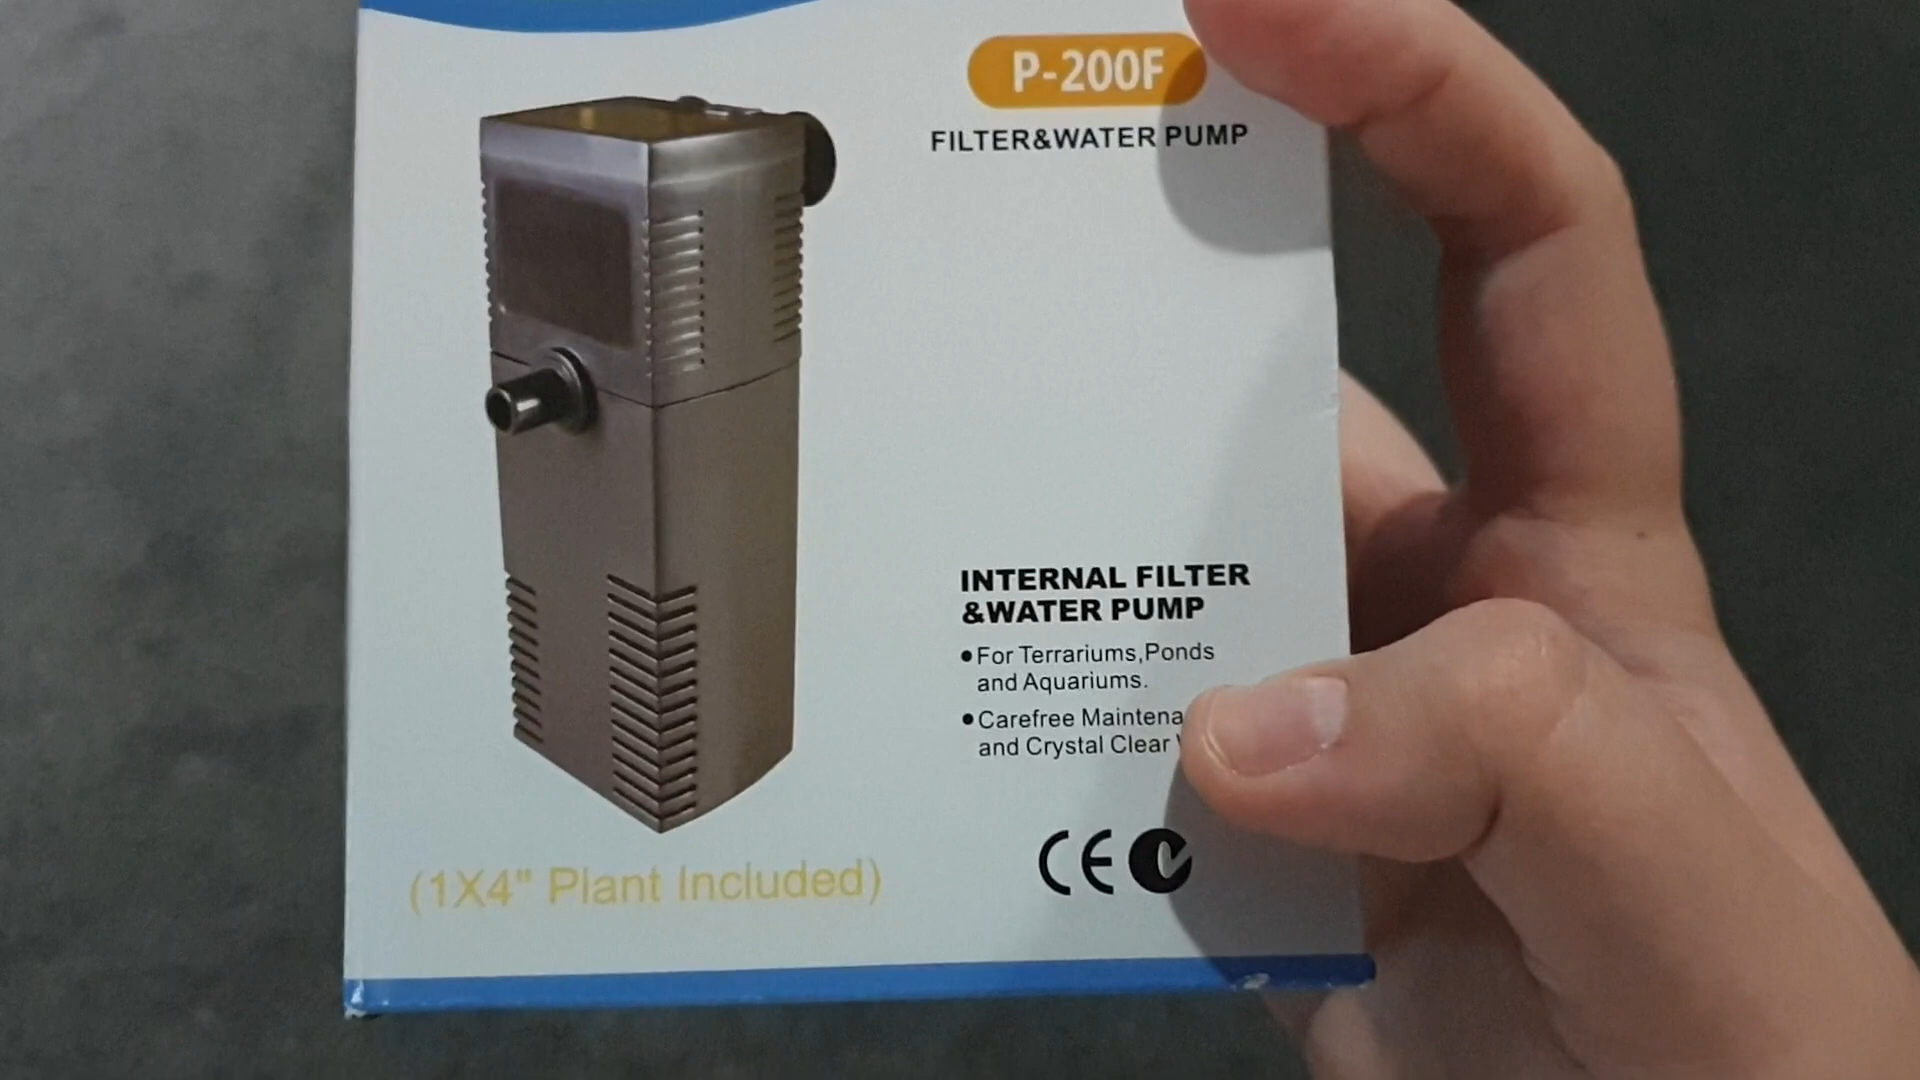 P-200F
FILTER&WATER PUMP
INTERNAL FILTER
&WATER PUMP
•For Terrariums,Ponds
and Aquariums.
•Carefree
and Crystal Clear
(1X4" Plant Included)
CE